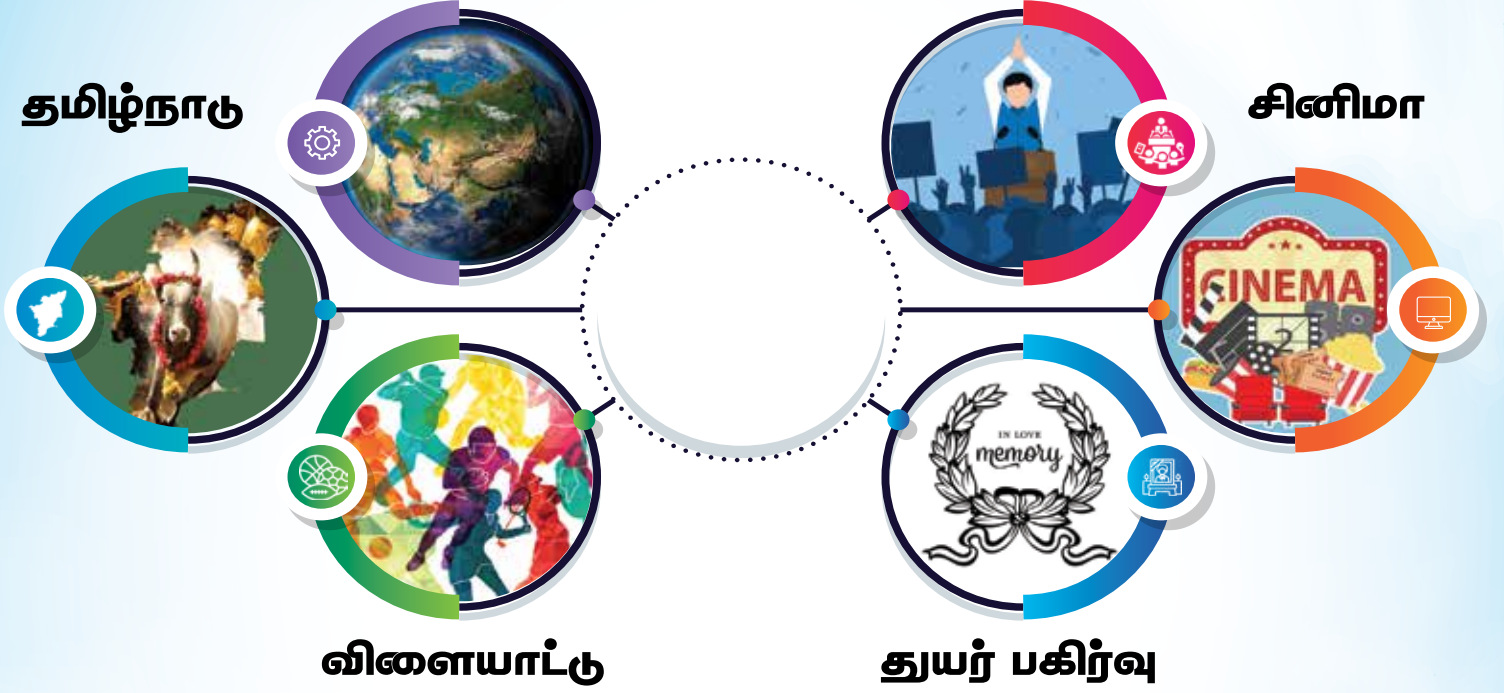 தமிழ்நாடு
சினிமா
CINEMA
IN LOVE
memory
விளையாட்டு
துயர் பகிர்வு